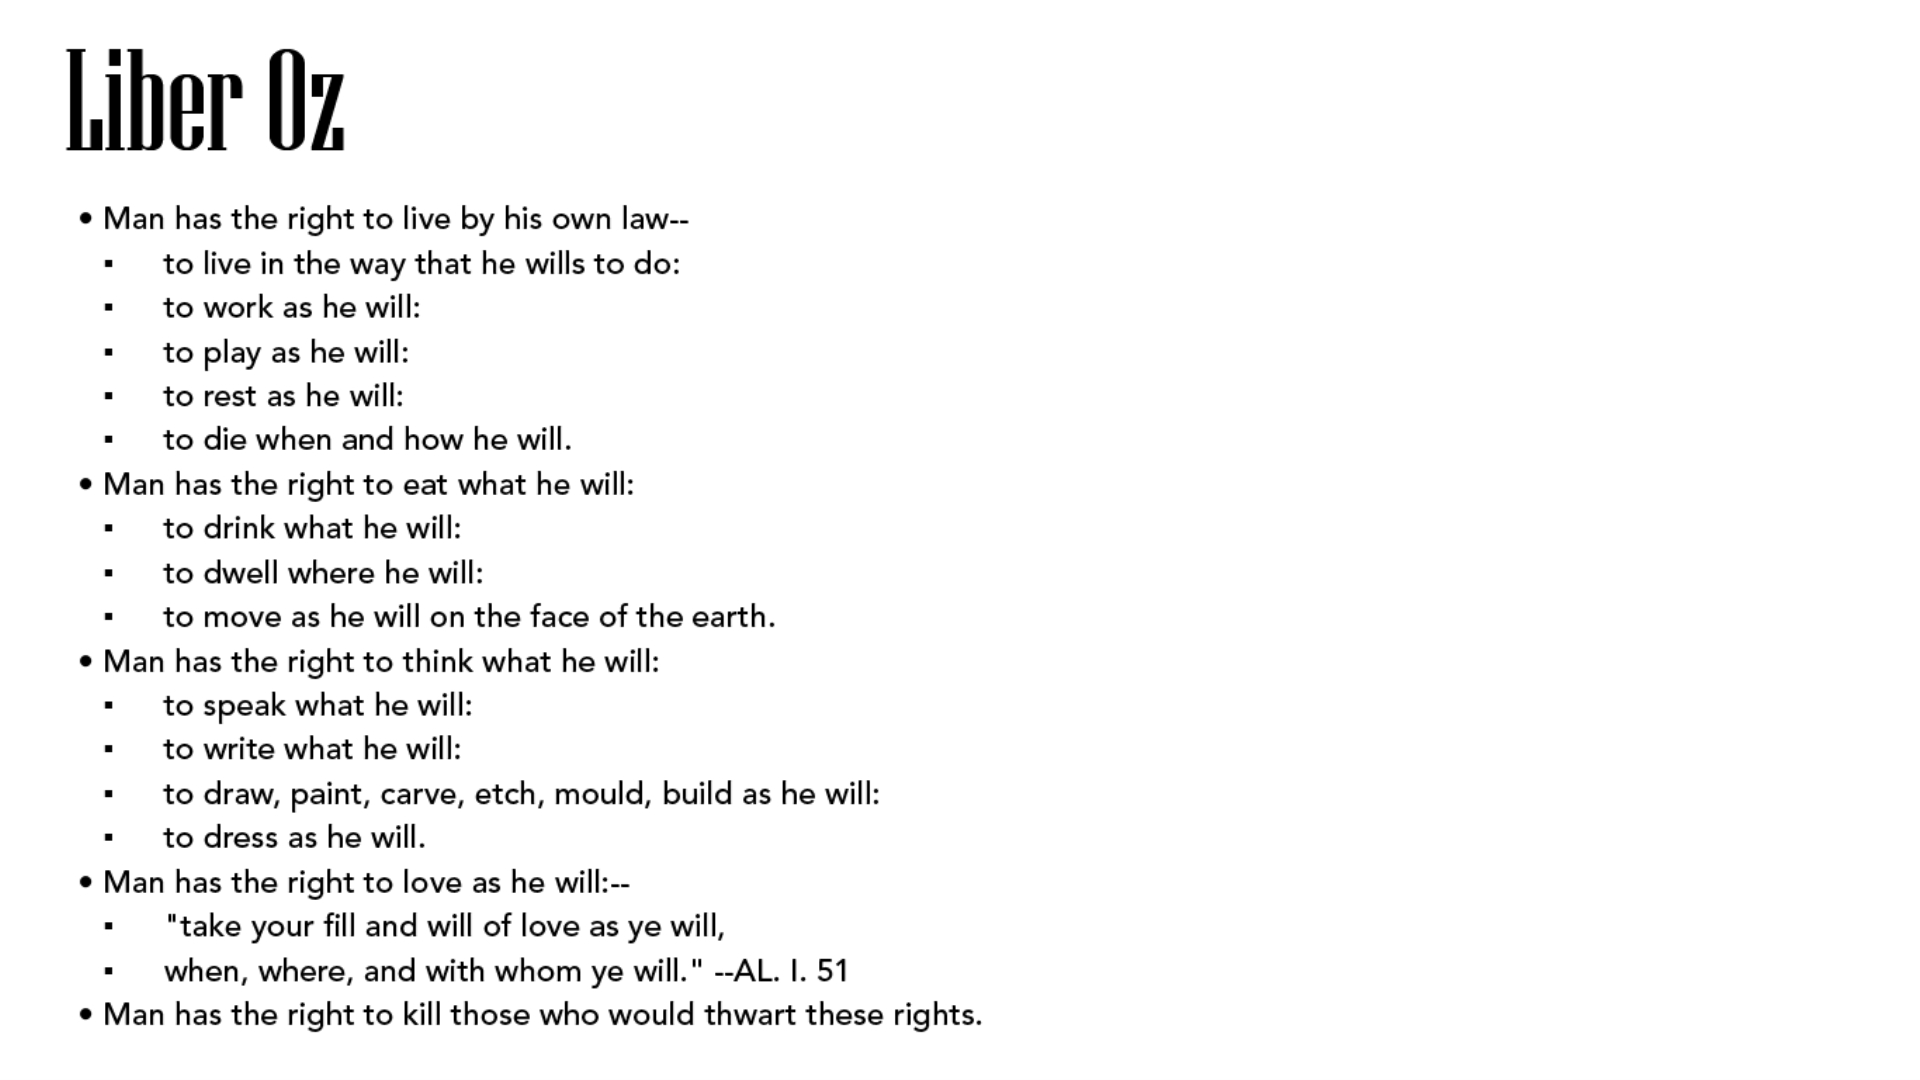 Liber Oz
• Man has the right to live by his own law--
▪ to live in the way that he wills to do:
▪ to work as he will:
▪ to play as he will:
▪ to rest as he will:
▪ to die when and how he will.
• Man has the right to eat what he will:
▪ to drink what he will:
▪ to dwell where he will:
▪ to move as he will on the face of the earth.
• Man has the right to think what he will:
▪ to speak what he will:
▪ to write what he will:
▪ to draw, paint, carve, etch, mould, build as he will:
▪ to dress as he will.
• Man has the right to love as he will:--
▪ "take your fill and will of love as ye will,
▪ when, where, and with whom ye will." --AL. I. 51
• Man has the right to kill those who would thwart these rights.